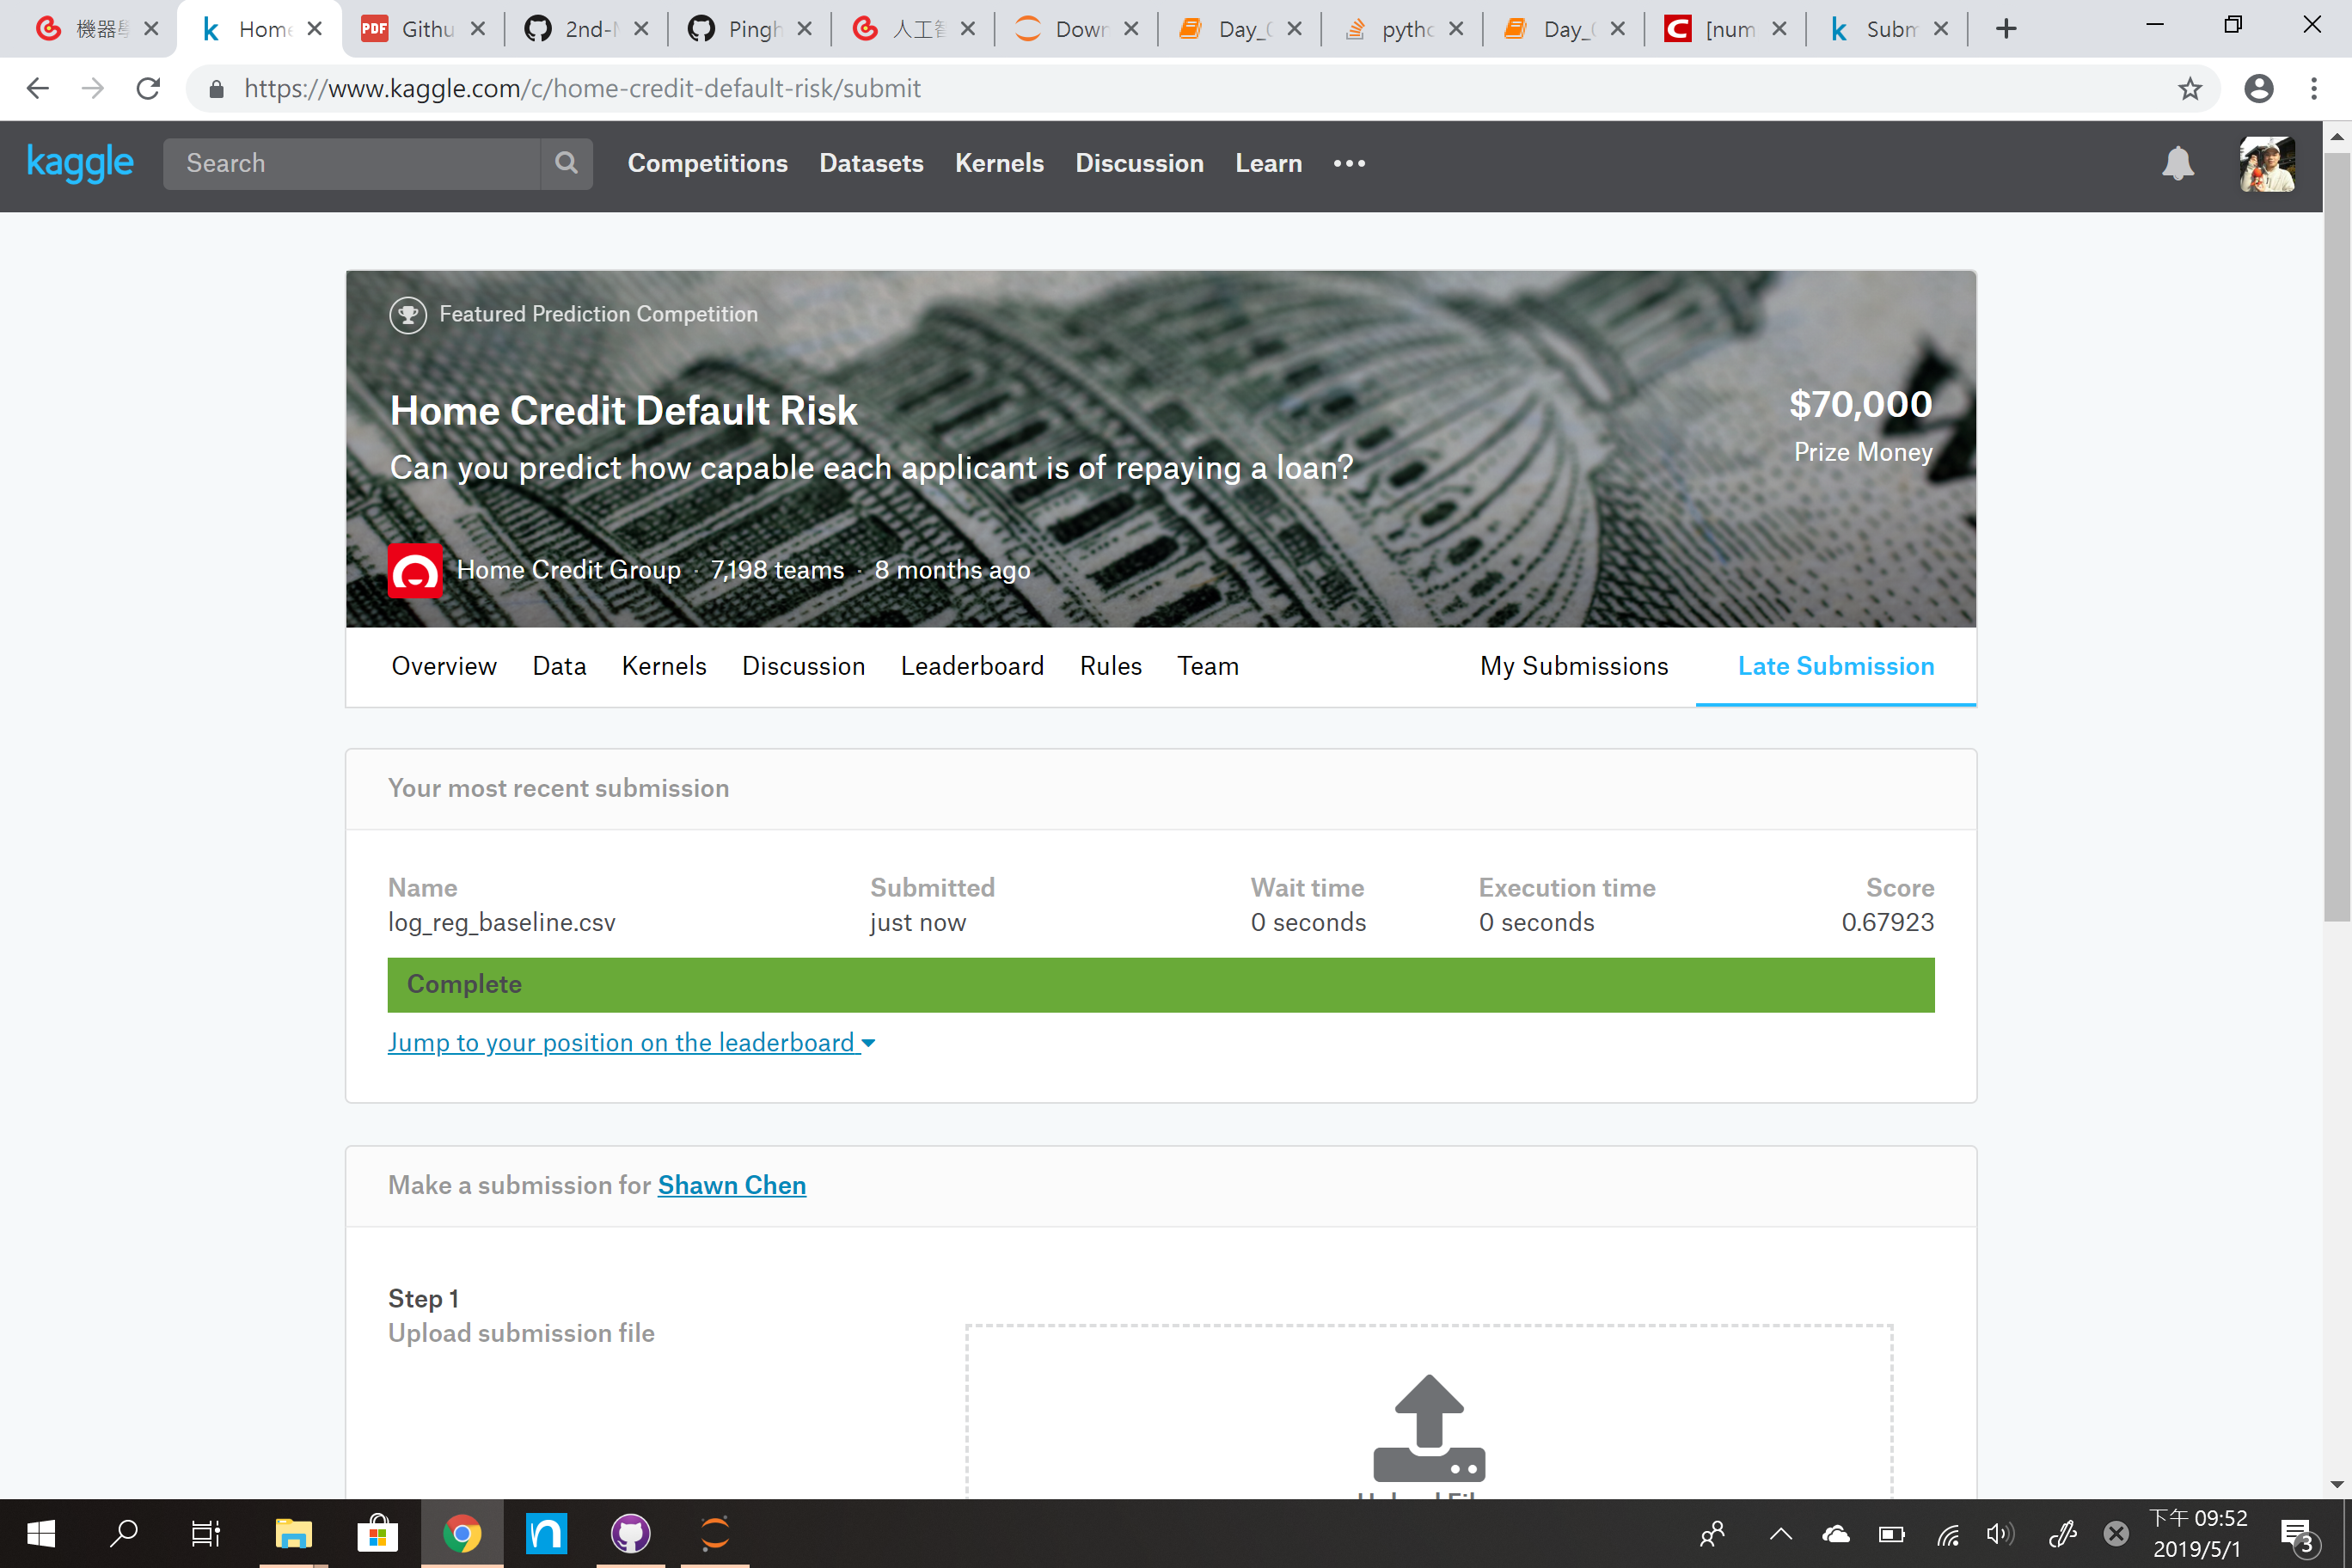 機器學 Home Githu 2nd-M Pingh 人工智 Down Day_0 pytho Day_0 [num Subm
https://www.kaggle.com/c/home-credit-default-risk/submit
kaggle Search Competitions Datasets Kernels Discussion Learn
Featured Prediction Competition
Home Credit Default Risk
$70,000
Can you predict how capable each applicant is of repaying a loan?
Prize Money
Home Credit Group · 7,198 teams · 8 months ago
Overview Data Kernels Discussion Leaderboard Rules Team My Submissions Late Submission
Your most recent submission
Name Submitted Wait time Execution time Score
log_reg_baseline.csv just now 0 seconds 0 seconds 0.67923
Complete
Jump to your position on the leaderboard
Make a submission for Shawn Chen
Step 1
Upload submission file
下午 09:52
2019/5/1
3